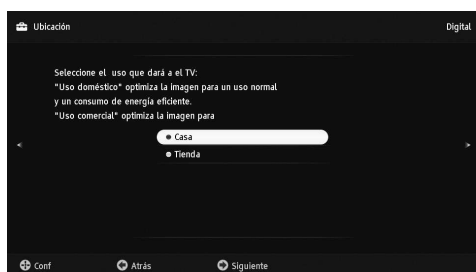 Ubicación
Digital
Seleccione el uso que dará a el TV:
"Uso doméstico" optimiza la imagen para un uso normal
y un consumo de energía eficiente.
"Uso comercial" optimiza la imagen para
Casa
Tienda
Conf
Atrás
Siguiente